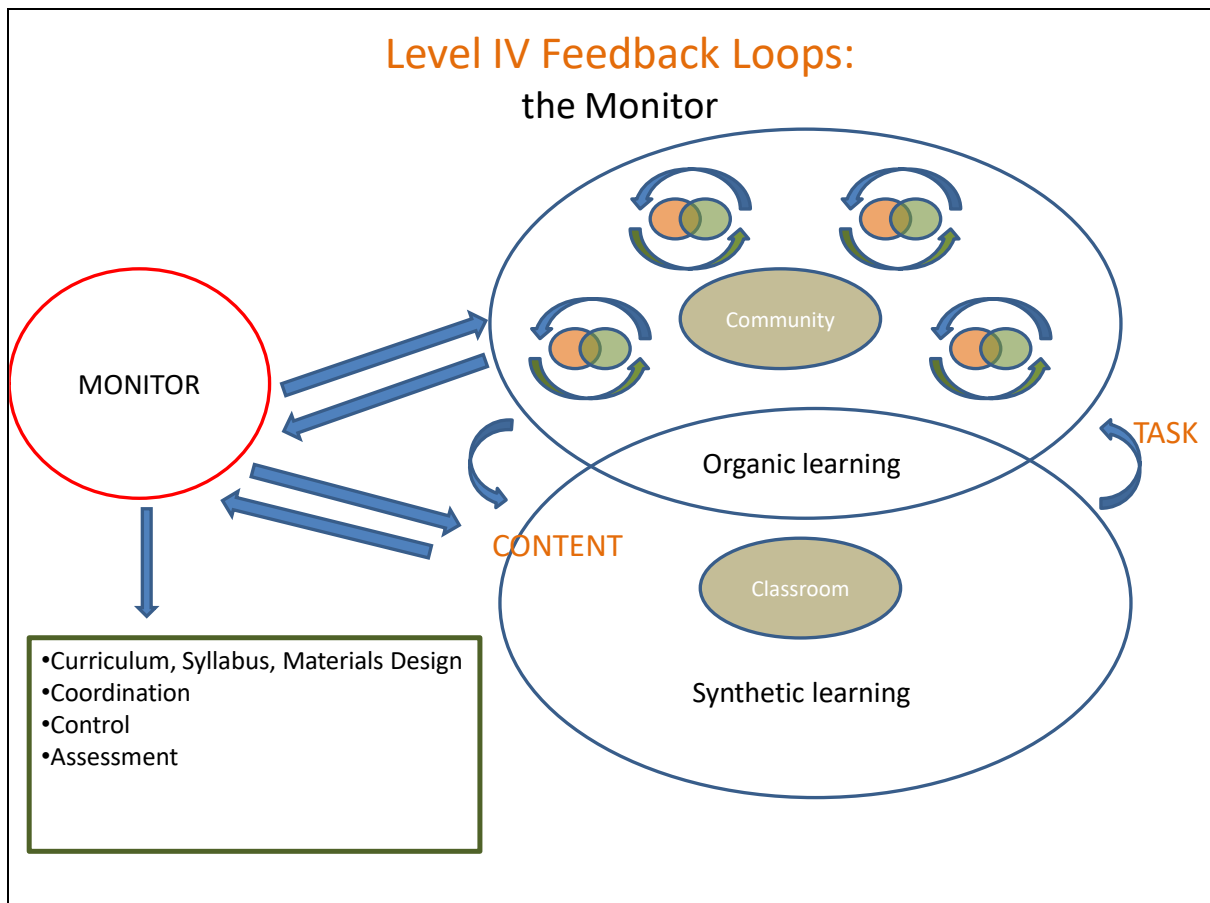 Level IV Feedback Loops:
the Monitor
MONITOR
Community
TASK
Organic learning
CONTENT
Classroom
•Curriculum, Syllabus, Materials Design
•Coordination
•Control
•Assessment
Synthetic learning